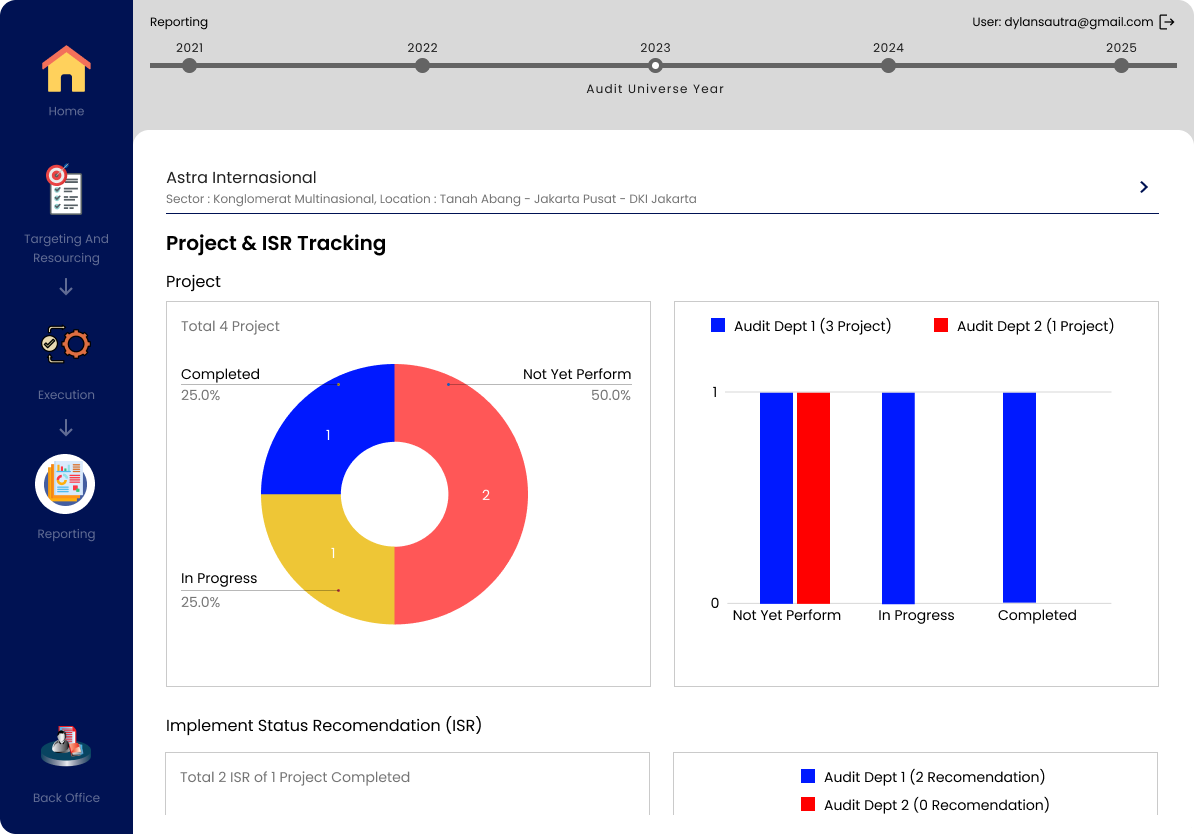 Reporting
User: dylansautra@gmail.com
2021
2022
2023
2024
2025
Audit Universe Year
Home
Targeting And
Resourcing
Execution
Reporting
Back Office
Astra Internasional
Sector : Konglomerat Multinasional, Location : Tanah Abang - Jakarta Pusat - DKI Jakarta
Project & ISR Tracking
Project
Total 4 Project
Completed
25.0%
Not Yet Perform
50.0%
1
2
1
In Progress
25.0%
Audit Dept 1 (3 Project)
Audit Dept 2 (1 Project)
1
0
Not Yet Perform
In Progress
Completed
Implement Status Recomendation (ISR)
Total 2 ISR of 1 Project Completed
Audit Dept 1 (2 Recomendation)
Audit Dept 2 (0 Recomendation)